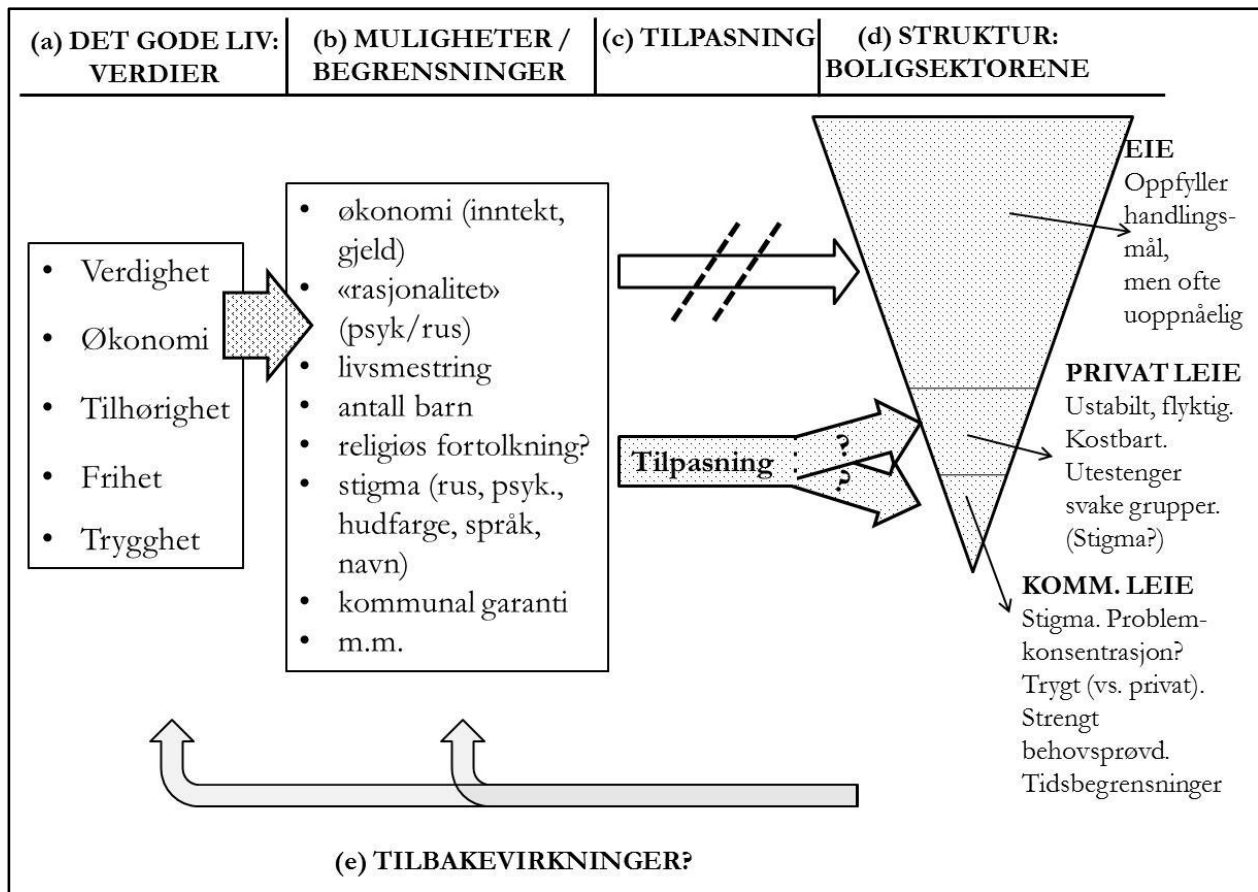 (a) DET GODE LIV:
VERDIER
(b) MULIGHETER /
BEGRENSNINGER
(c) TILPASNING
(d) STRUKTUR:
BOLIGSEKTORENE
• Verdighet
• Økonomi
• Tilhørighet
• Frihet
• Trygghet
• økonomi (inntekt,
gjeld)
• «rasjonalitet»
(psyk/rus)
• livsmestring
• antall barn
• religiøs fortolkning?
• stigma (rus, psyk.,
hudfarge, språk,
navn)
• kommunal garanti
• m.m.
Tilpasning
?
?
EIE
Oppfyller
handlings-
mål,
men ofte
uoppnåelig
PRIVAT LEIE
Ustabilt, flyktig.
Kostbart.
Utestenger
svake grupper.
(Stigma?)
KOMM. LEIE
Stigma. Problem-
konsentrasjon?
Trygt (vs. privat).
Strengt
behovsprøvd.
Tidsbegrensninger
(e) TILBAKEVIRKNINGER?